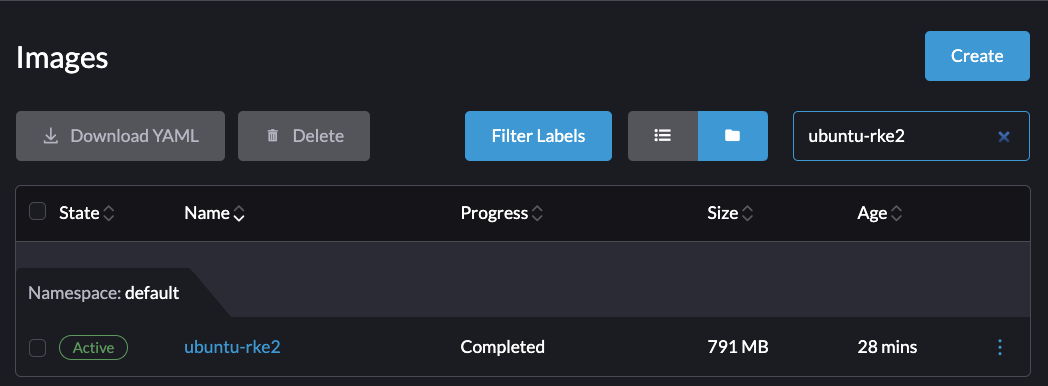 Images
Create
Download YAML Delete Filter Labels ubuntu-rke2
State Name Progress Size Age
Namespace: default
Active ubuntu-rke2 Completed 791 MB 28 mins